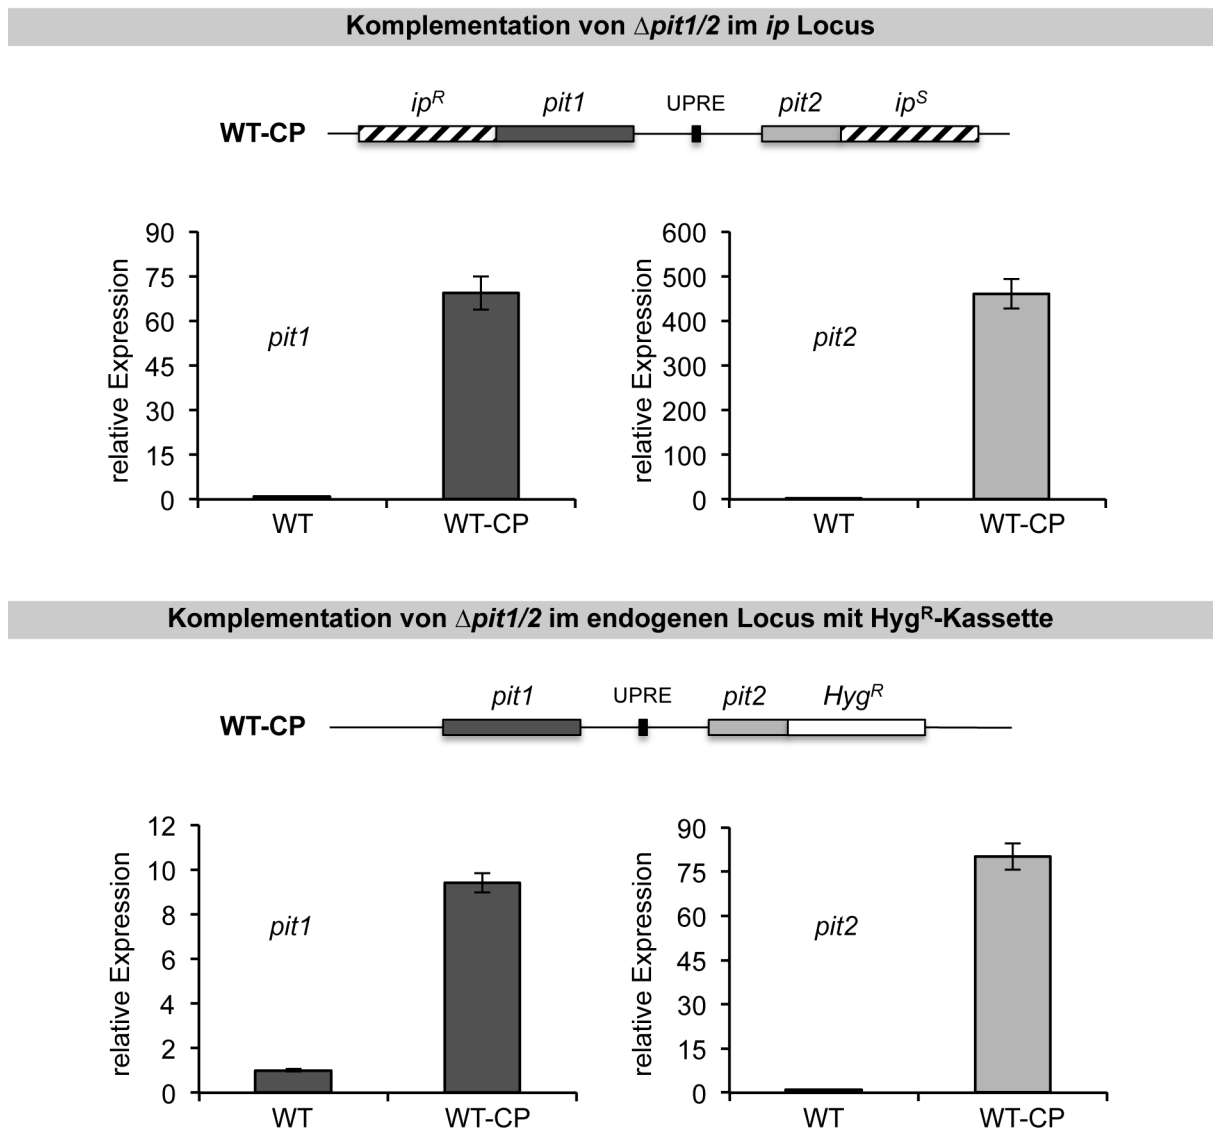 Komplementation von Δpit1/2 im ip Locus
ip^R pit1 UPRE pit2 ip^S
WT-CP
90
75
60
45
30
15
0
relative Expression
pit1
WT WT-CP
600
500
400
300
200
100
0
relative Expression
pit2
WT WT-CP
Komplementation von Δpit1/2 im endogenen Locus mit Hyg^R-Kassette
pit1 UPRE pit2 Hyg^R
WT-CP
12
10
8
6
4
2
0
relative Expression
pit1
WT WT-CP
90
75
60
45
30
15
0
relative Expression
pit2
WT WT-CP